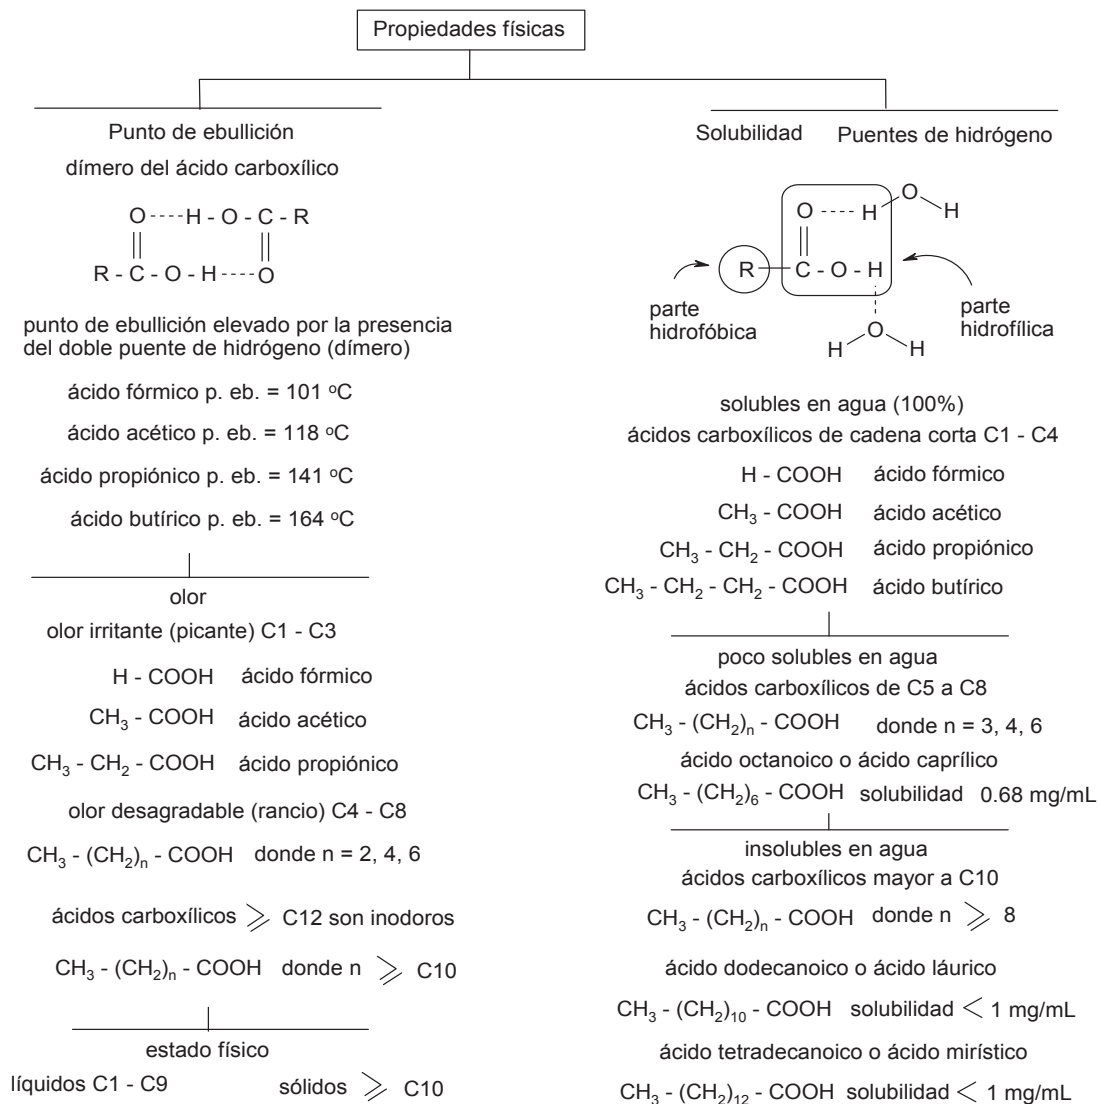 Propiedades físicas
Punto de ebullición
dímero del ácido carboxílico
O----H - O - C - R
||
||
R - C - O - H----O
punto de ebullición elevado por la presencia
del doble puente de hidrógeno (dímero)
ácido fórmico p. eb. = 101 °C
ácido acético p. eb. = 118 °C
ácido propiónico p. eb. = 141 °C
ácido butírico p. eb. = 164 °C
olor
olor irritante (picante) C1 - C3
H - COOH ácido fórmico
CH₃ - COOH ácido acético
CH₃ - CH₂ - COOH ácido propiónico
olor desagradable (rancio) C4 - C8
CH₃ - (CH₂)ₙ - COOH donde n = 2, 4, 6
ácidos carboxílicos ⩾ C12 son inodoros
CH₃ - (CH₂)ₙ - COOH donde n ⩾ C10
estado físico
líquidos C1 - C9 sólidos ⩾ C10
Solubilidad Puentes de hidrógeno
O ---- H O H
R C - O - H
parte
hidrofóbica
parte
hidrofílica
H O H
solubles en agua (100%)
ácidos carboxílicos de cadena corta C1 - C4
H - COOH ácido fórmico
CH₃ - COOH ácido acético
CH₃ - CH₂ - COOH ácido propiónico
CH₃ - CH₂ - CH₂ - COOH ácido butírico
poco solubles en agua
ácidos carboxílicos de C5 a C8
CH₃ - (CH₂)ₙ - COOH donde n = 3, 4, 6
ácido octanoico o ácido caprílico
CH₃ - (CH₂)₆ - COOH solubilidad 0.68 mg/mL
insolubles en agua
ácidos carboxílicos mayor a C10
CH₃ - (CH₂)ₙ - COOH donde n ⩾ 8
ácido dodecanoico o ácido láurico
CH₃ - (CH₂)₁₀ - COOH solubilidad < 1 mg/mL
ácido tetradecanoico o ácido mirístico
CH₃ - (CH₂)₁₂ - COOH solubilidad < 1 mg/mL